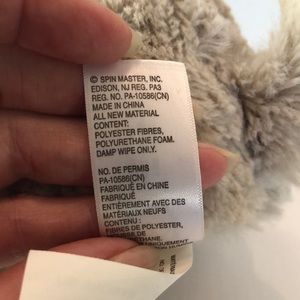 © SPIN MASTER, INC.
EDISON, NJ REG. PA3
REG. NO. PA-10586(CN)
MADE IN CHINA
ALL NEW MATERIAL
CONTENT:
POLYESTER FIBRES,
POLYURETHANE FOAM.
DAMP WIPE ONLY.
NO. DE PERMIS
PA-10586(CN)
FABRIQUÉ EN CHINE
FABRIQUÉ
ENTIÈREMENT AVEC DES
MATÉRIAUX NEUFS
CONTENU :
FIBRES DE POLYESTER,
MOUSSE DE